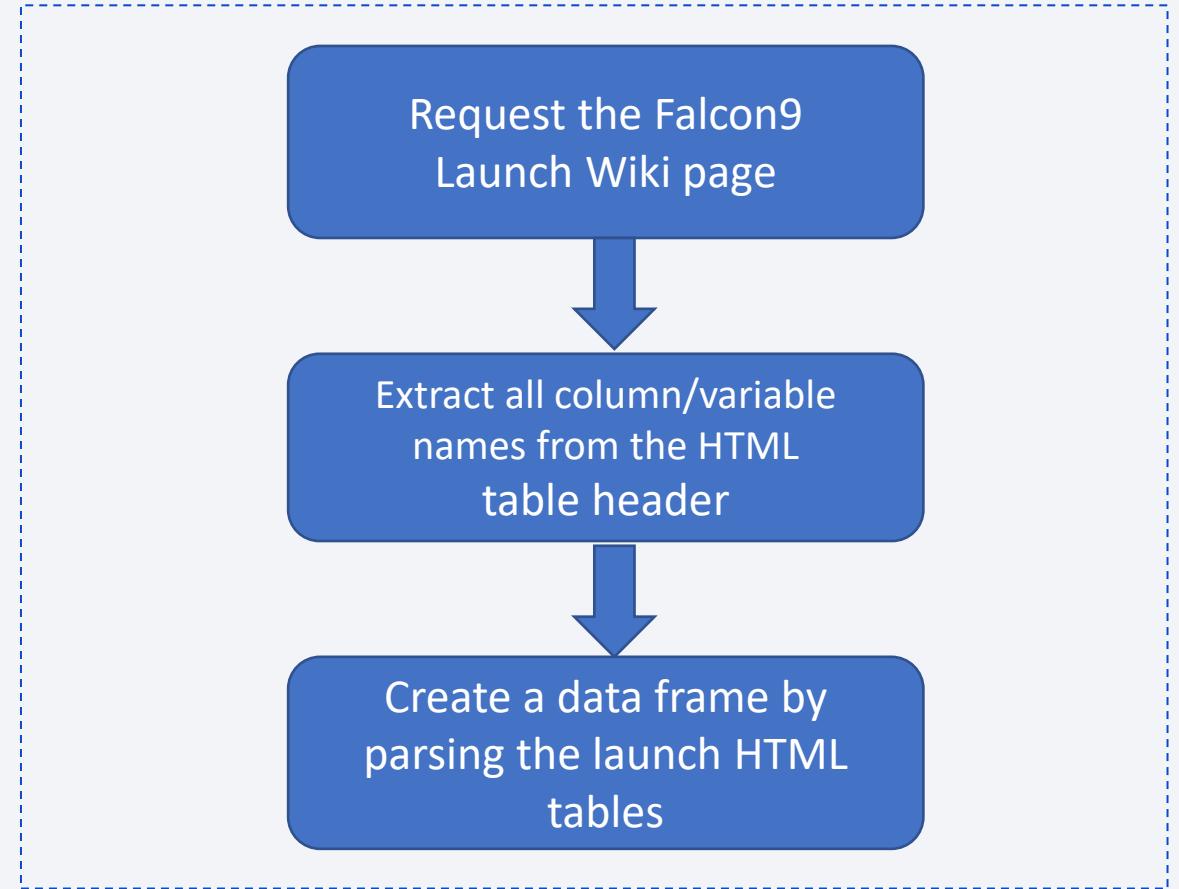 Request the Falcon9
Launch Wiki page
Extract all column/variable
names from the HTML
table header
Create a data frame by
parsing the launch HTML
tables